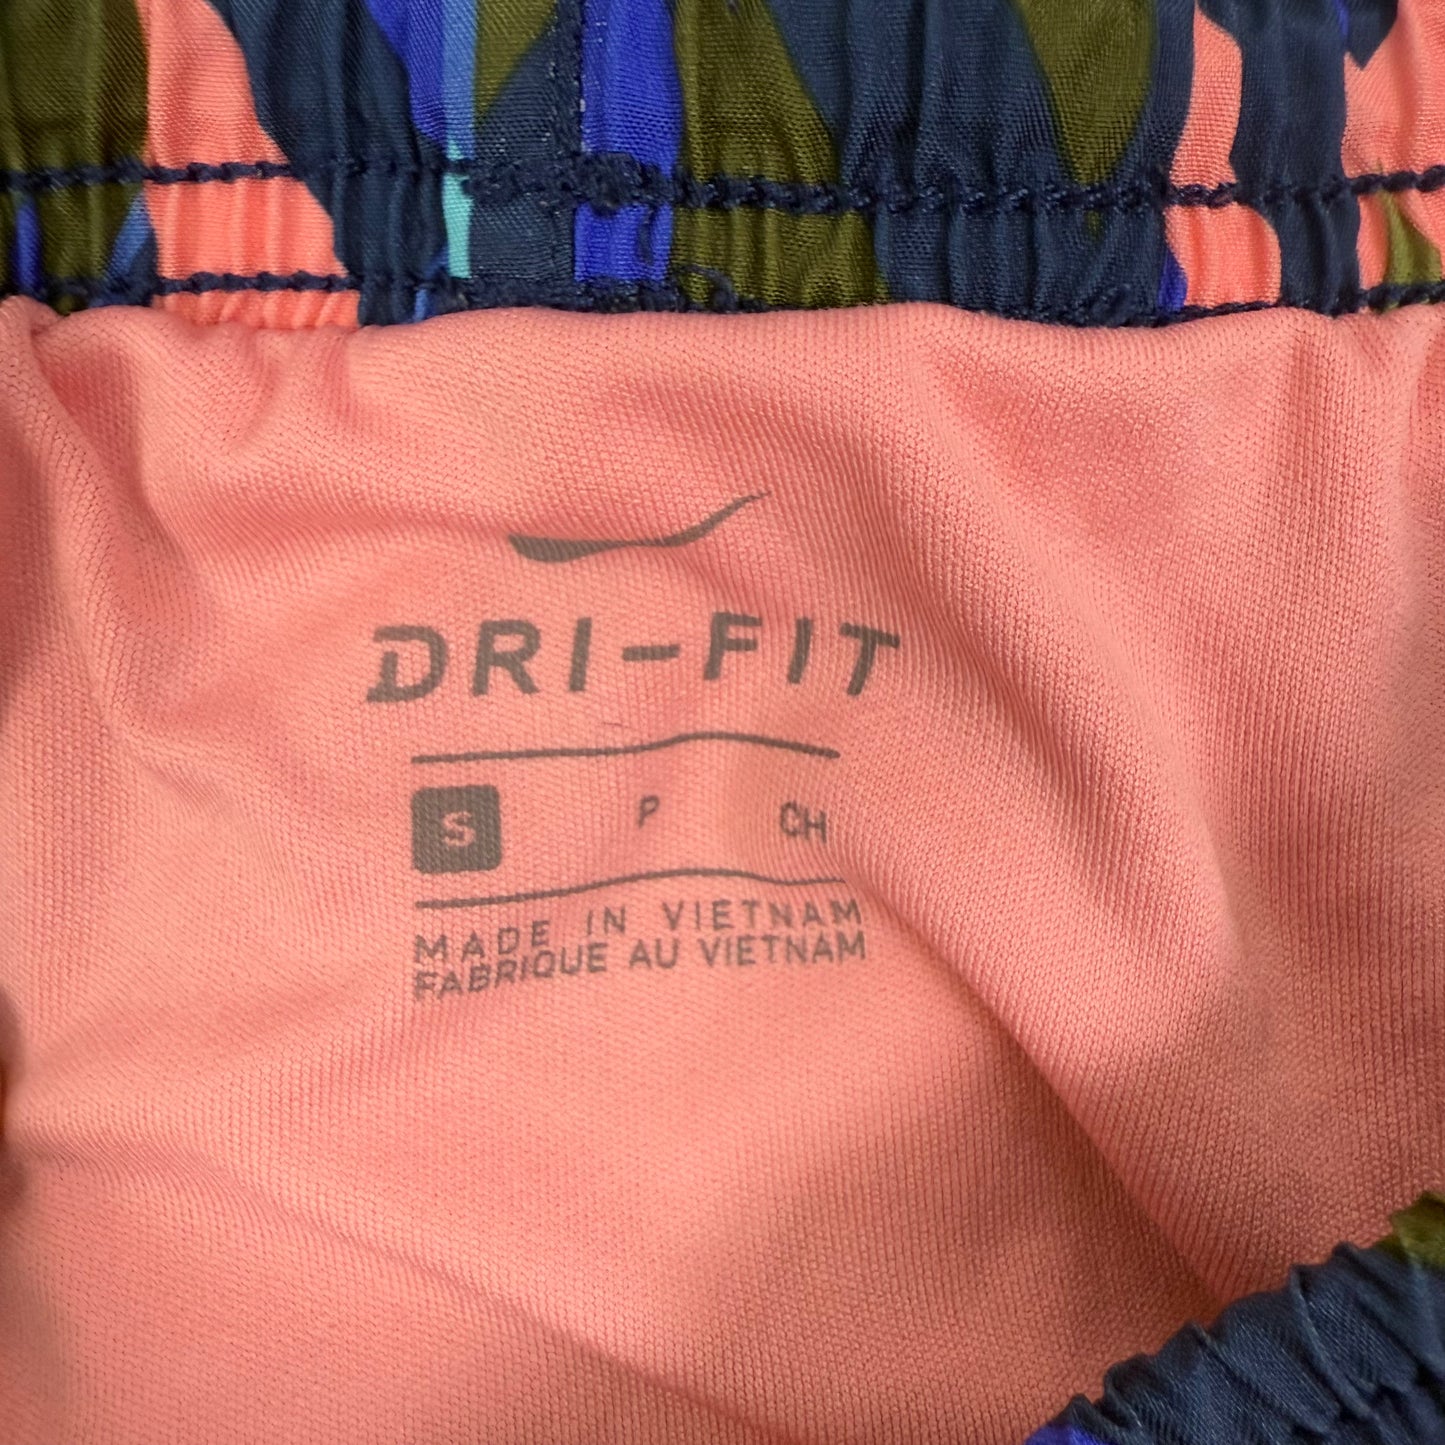 DRI-FIT
S P CH
MADE IN VIETNAM
FABRIQUE AU VIETNAM